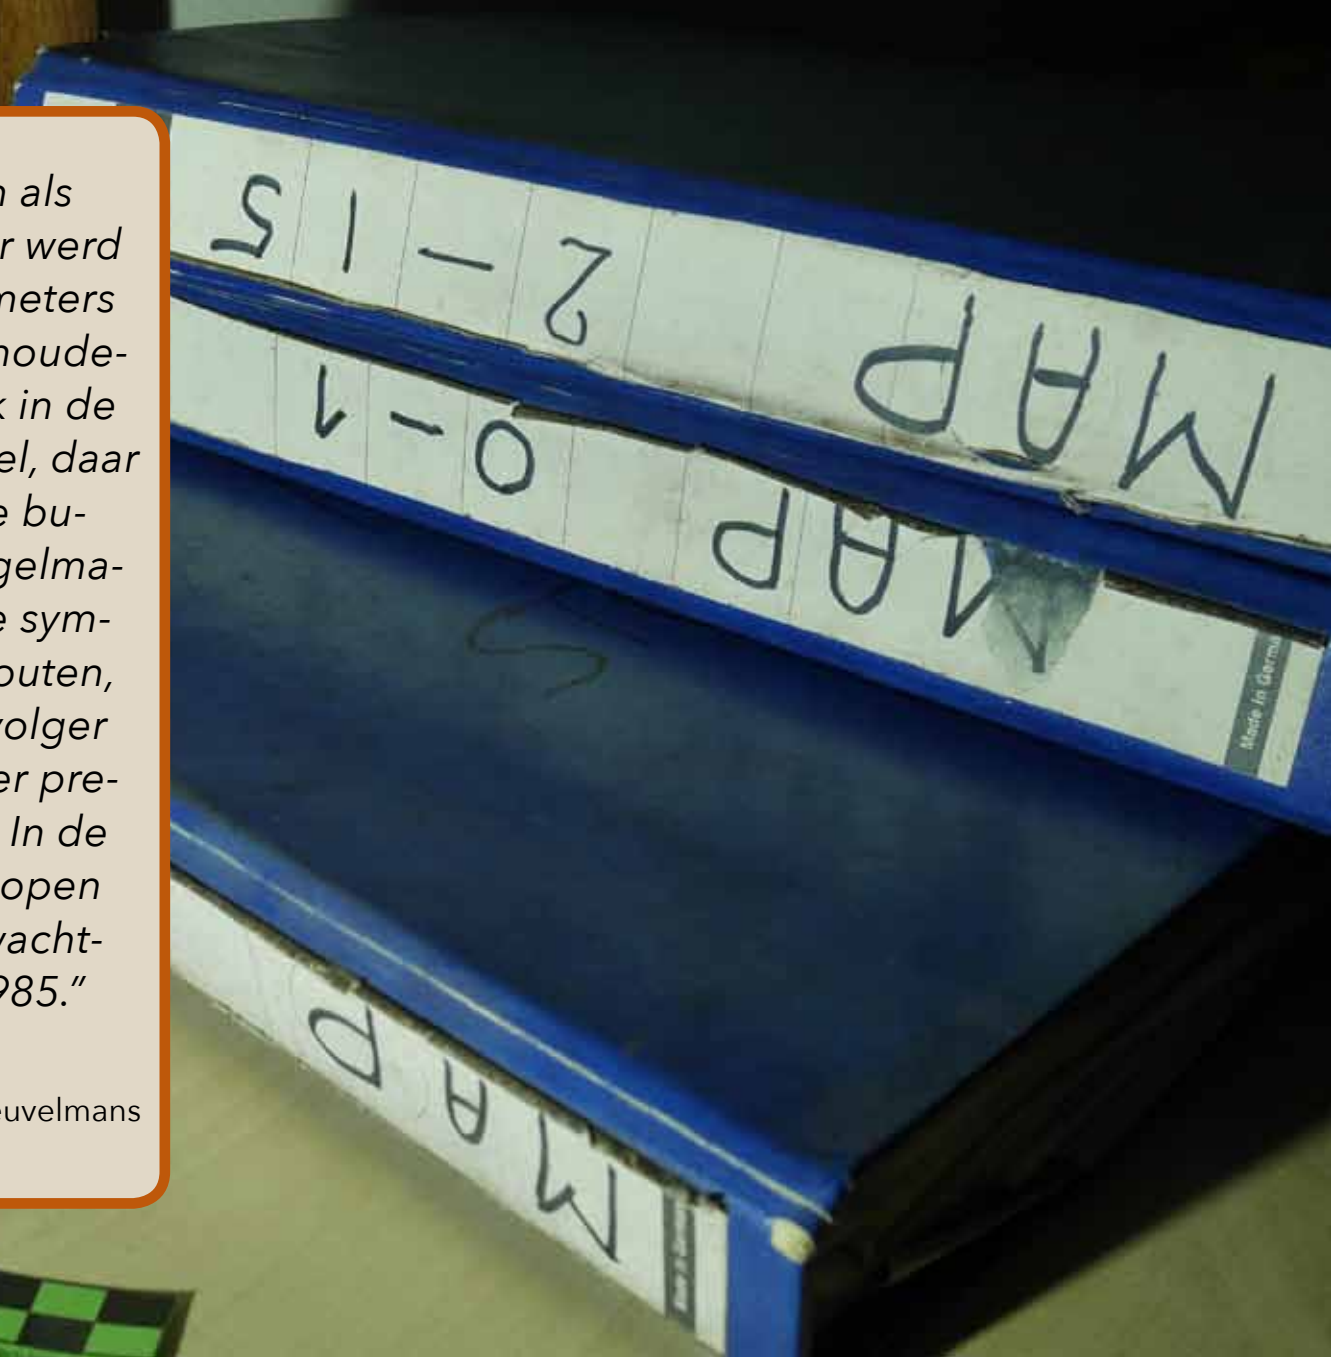 n als
r werd
meters
houde-
k in de
el, daar
e bu-
gelma-
e sym-
outen,
volger
er pre-
In de
open
vacht-
985.”
euvelmans
MAP 2-15
MAP 0-1
Made in Germ
MAP